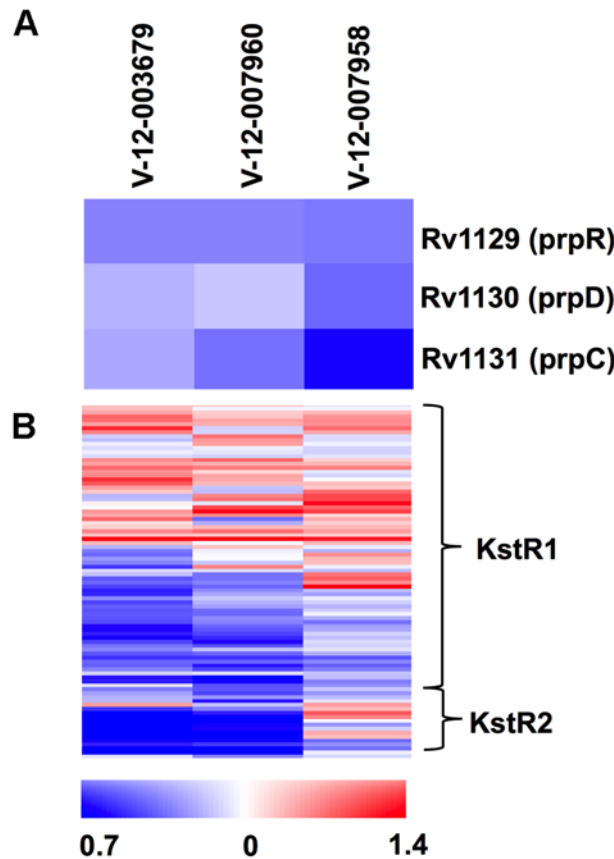 A
V-12-003679
V-12-007960
V-12-007958
Rv1129 (prpR)
Rv1130 (prpD)
Rv1131 (prpC)
B
KstR1
KstR2
0.7 0 1.4